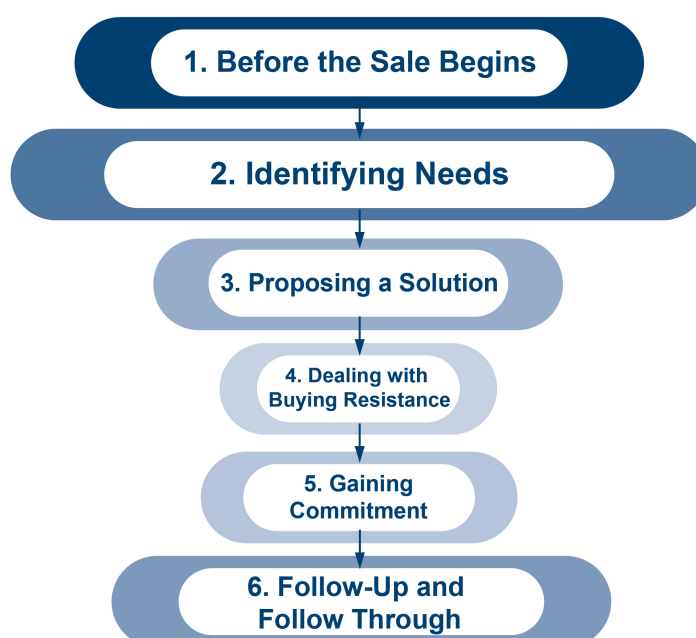 1. Before the Sale Begins
2. Identifying Needs
3. Proposing a Solution
4. Dealing with
Buying Resistance
5. Gaining
Commitment
6. Follow-Up and
Follow Through